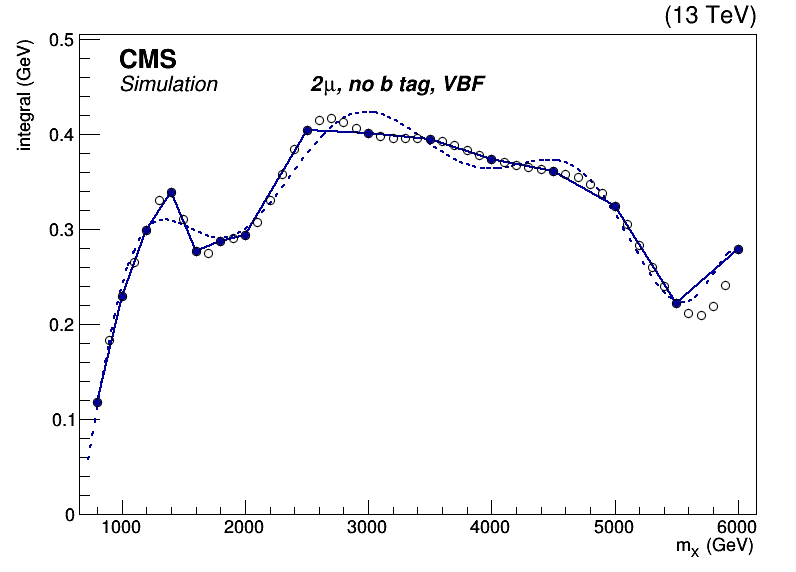 (13 TeV)
integral (GeV)
CMS
Simulation
2μ, no b tag, VBF
0.5
0.4
0.3
0.2
0.1
0
1000 2000 3000 4000 5000 6000
mX (GeV)